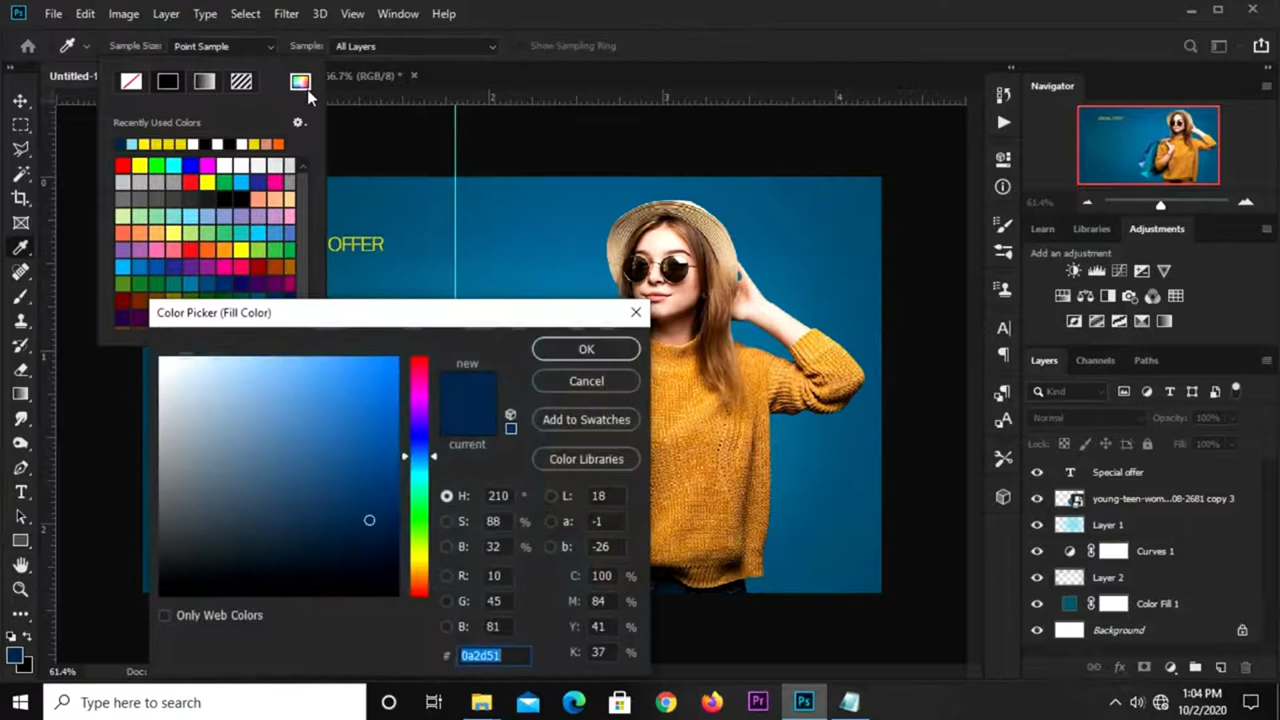 Ps File Edit Image Layer Type Select Filter 3D View Window Help
Sample Size: Point Sample Sample: All Layers Show Sampling Ring
Untitled-1 56.7% (RGB/8) *
Recently Used Colors
2 3 4
0
1
2
OFFER
Color Picker (Fill Color)
new
current
OK
Cancel
Add to Swatches
Color Libraries
H: 210 ° L: 18
S: 88 % a: -1
B: 32 % b: -26
R: 10 C: 100 %
G: 45 M: 84 %
B: 81 Y: 41 %
# 0a2d51 K: 37 %
Only Web Colors
61.4% Doc:
Navigator
61.4%
Learn Libraries Adjustments
Add an adjustment
Layers Channels Paths
Kind
Normal Opacity: 100%
Lock: Fill: 100%
T Special offer
young-teen-wom...08-2681 copy 3
Layer 1
Curves 1
Layer 2
Color Fill 1
Background
Type here to search
Pr Ps
1:04 PM
10/2/2020